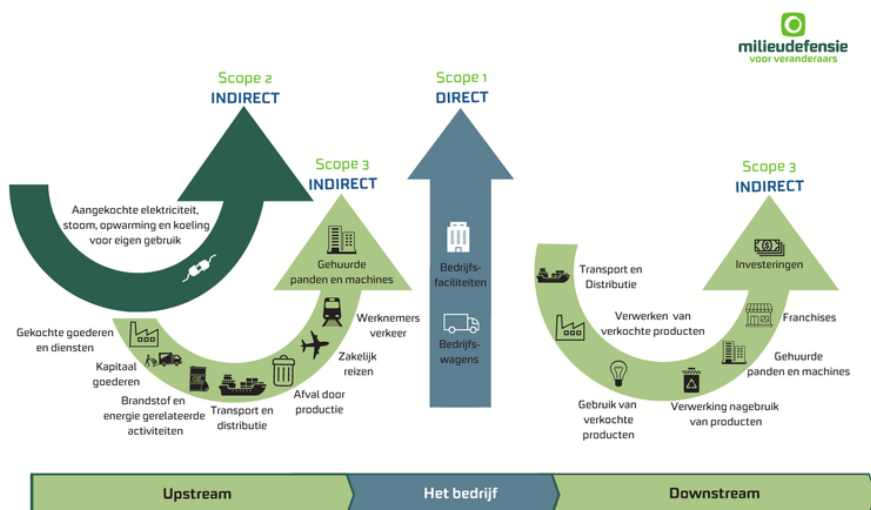 milieudefensie
voor veranderaars
Scope 2
INDIRECT
Aangekochte elektriciteit,
stoom, opwarming en koeling
voor eigen gebruik
Scope 3
INDIRECT
Gekochte goederen
en diensten
Kapitaal
goederen
Brandstof en
energie gerelateerde
activiteiten
Transport en
distributie
Afval door
productie
Zakelijk
reizen
Werknemers
verkeer
Gehuurde
panden en machines
Scope 1
DIRECT
Bedrijfs-
faciliteiten
Bedrijfs-
wagens
Scope 3
INDIRECT
Transport en
Distributie
Verwerken van
verkochte producten
Gebruik van
verkochte
producten
Verwerking nagebruik
van producten
Gehuurde
panden en machines
Franchises
Investeringen
Upstream
Het bedrijf
Downstream